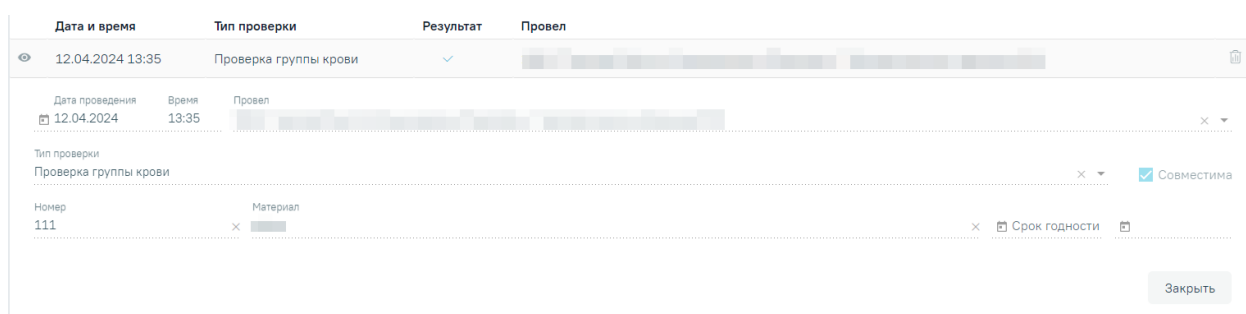 Дата и время Тип проверки Результат Провел
12.04.2024 13:35 Проверка группы крови
Дата проведения Время Провел
12.04.2024 13:35
Тип проверки
Проверка группы крови
Совместима
Номер Материал
111
Срок годности
Закрыть